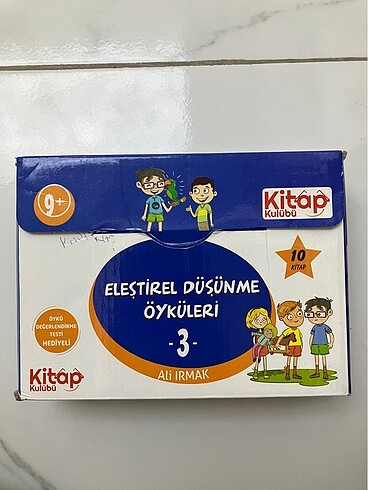 9+
Kitap
Kulübü
10
KİTAP
ELEŞTİREL DÜŞÜNME
ÖYKÜLERİ
-3-
Ali IRMAK
ÖYKÜ
DEĞERLENDİRME
TESTİ
HEDİYELİ
Kitap
Kulübü